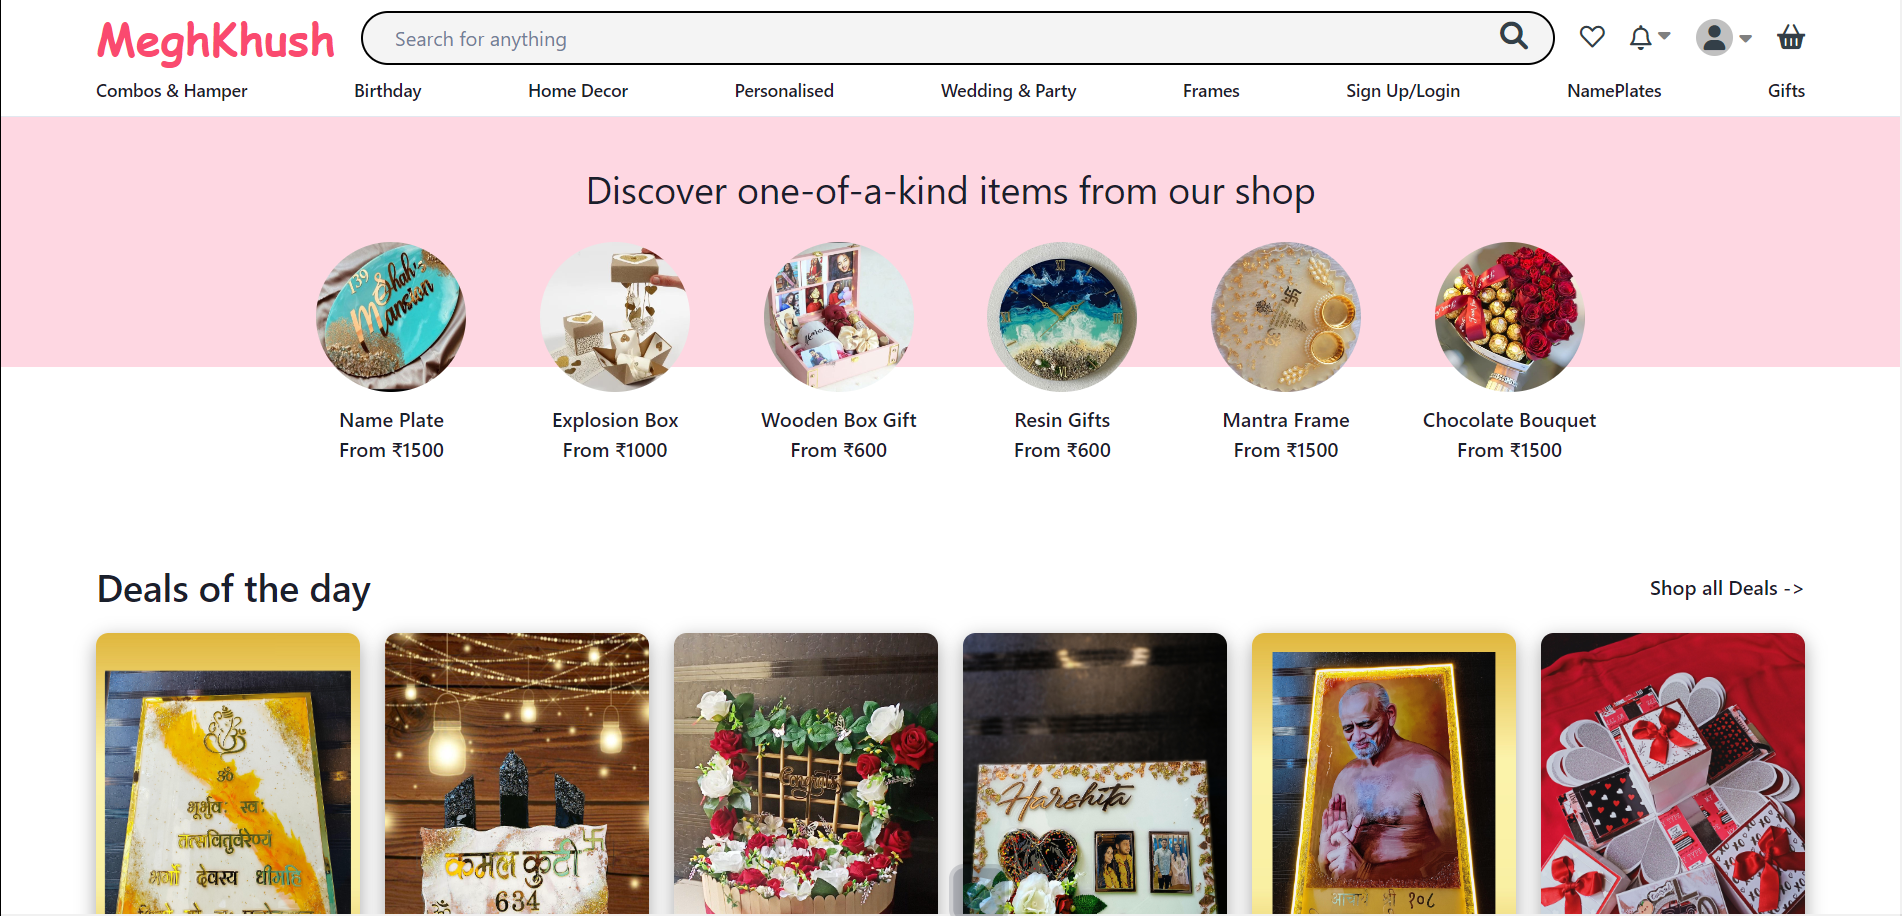 MeghKhush
Search for anything
Combos & Hamper
Birthday
Home Decor
Personalised
Wedding & Party
Frames
Sign Up/Login
NamePlates
Gifts
Discover one-of-a-kind items from our shop
139
Shah's
Mansion
Name Plate
From ₹1500
Explosion Box
From ₹1000
Wooden Box Gift
From ₹600
Resin Gifts
From ₹600
Mantra Frame
From ₹1500
Chocolate Bouquet
From ₹1500
Deals of the day
Shop all Deals ->
ॐ
भूर्भुवः स्वः
तत्सवितुर्वरेण्यं
भर्गो देवस्य धीमहि
कमल कुटी
ॐ 634
Harshita
आचार्य श्री १०८